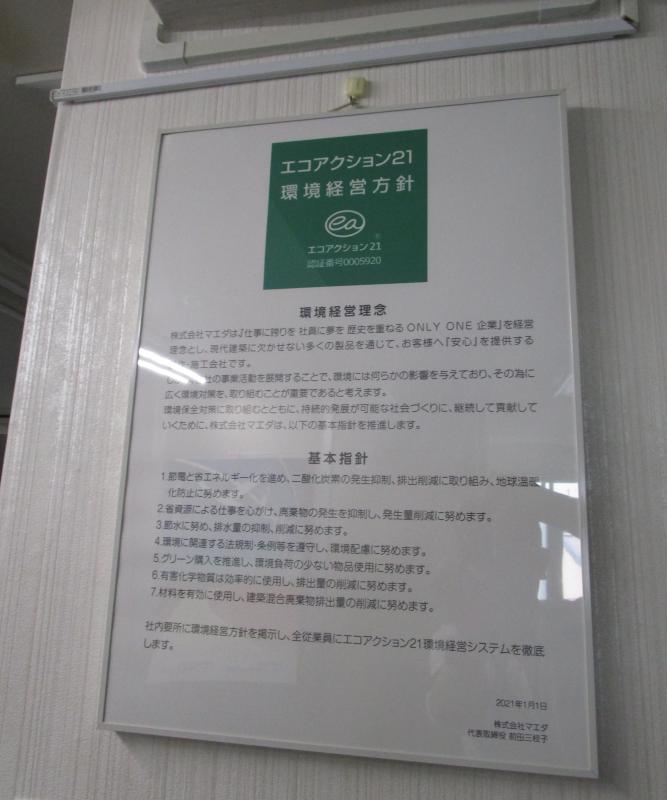 エコアクション21
環境経営方針
ea
エコアクション21
認証番号0005920
環境経営理念
株式会社マエダは『仕事に誇りを 社員に夢を 歴史を重ねる ONLY ONE 企業』を経営
理念とし、現代建築に欠かせない多くの製品を通じて、お客様へ『安心』を提供する
・施工会社です。
社の事業活動を展開することで、環境には何らかの影響を与えており、その為に
広く環境対策を、取り組むことが重要であると考えます。
環境保全対策に取り組むとともに、持続的発展が可能な社会づくりに、継続して貢献して
いくために、株式会社マエダは、以下の基本指針を推進します。
基本指針
1.節電と省エネルギー化を進め、二酸化炭素の発生抑制、排出削減に取り組み、地球温暖
化防止に努めます。
2.省資源による仕事を心がけ、廃棄物の発生を抑制し、発生量削減に努めます。
3.節水に努め、排水量の抑制、削減に努めます。
4.環境に関連する法規制・条例等を遵守し、環境配慮に努めます。
5.グリーン購入を推進し、環境負荷の少ない物品使用に努めます。
6.有害化学物質は効率的に使用し、排出量の削減に努めます。
7.材料を有効に使用し、建築混合廃棄物排出量の削減に努めます。
社内要所に環境経営方針を掲示し、全従業員にエコアクション21環境経営システムを徹底
します。
2021年1月1日
株式会社マエダ
代表取締役 前田三枝子